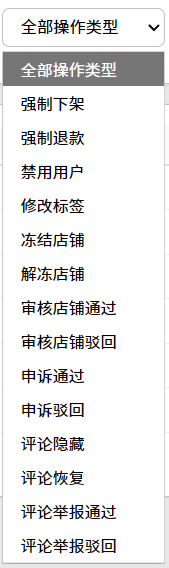 全部操作类型
全部操作类型
强制下架
强制退款
禁用用户
修改标签
冻结店铺
解冻店铺
审核店铺通过
审核店铺驳回
申诉通过
申诉驳回
评论隐藏
评论恢复
评论举报通过
评论举报驳回